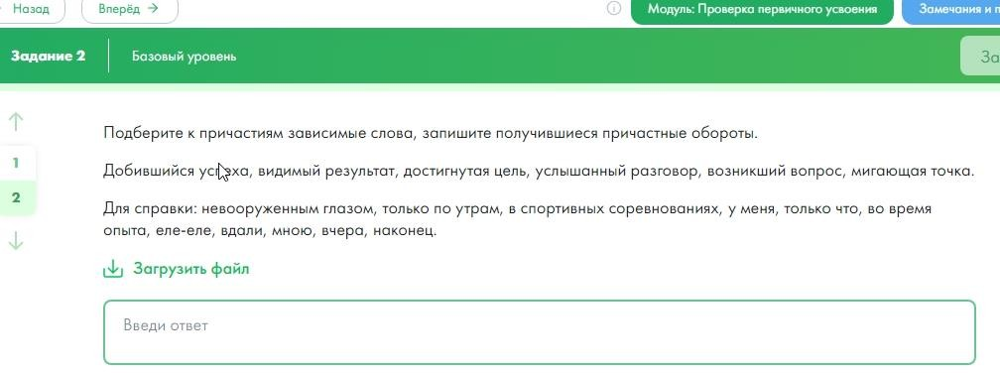 Назад Вперёд → Модуль: Проверка первичного усвоения Замечания и п
Задание 2 Базовый уровень За
Подберите к причастиям зависимые слова, запишите получившиеся причастные обороты.
1
Добившийся успеха, видимый результат, достигнутая цель, услышанный разговор, возникший вопрос, мигающая точка.
2
Для справки: невооруженным глазом, только по утрам, в спортивных соревнованиях, у меня, только что, во время
опыта, еле-еле, вдали, мною, вчера, наконец.
Загрузить файл
Введи ответ